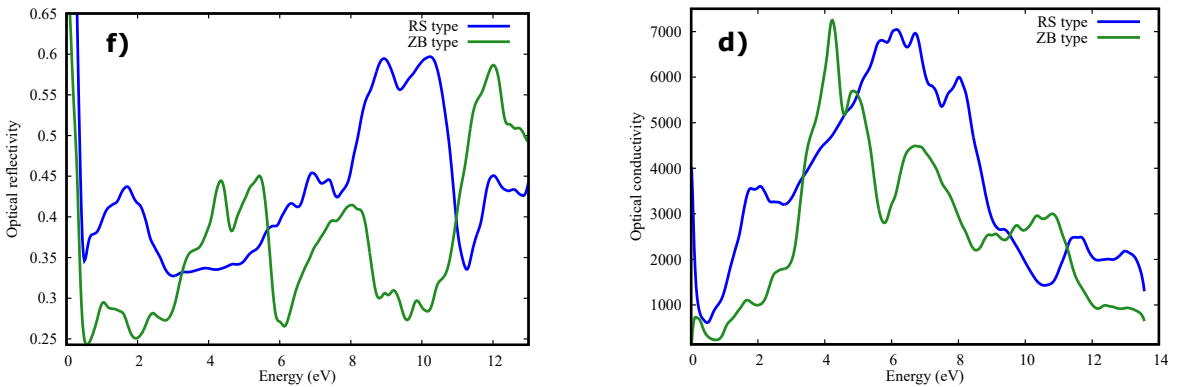 f)
RS type
ZB type
0.65
0.6
0.55
0.5
0.45
0.4
0.35
0.3
0.25
Optical reflectivity
0 2 4 6 8 10 12
Energy (eV)
d)
RS type
ZB type
7000
6000
5000
4000
3000
2000
1000
Optical conductivity
0 2 4 6 8 10 12 14
Energy (eV)